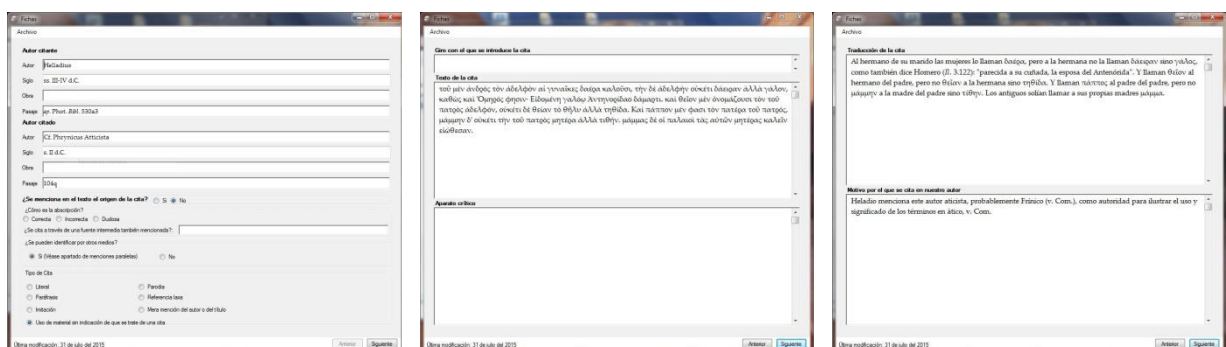 Fichas
Archivo
Autor citante
Autor Helladius
Siglo ss. III-IV d.C.
Obra
Pasaje ap. Phot. Bibl. 530a3
Autor citado
Autor Cf. Phrynicus Atticista
Siglo s. II d.C.
Obra
Pasaje 104q
¿Se menciona en el texto el origen de la cita? Si No
¿Cómo es la adscripción?
Correcta Incorrecta Dudosa
¿Se cita a través de una fuente intermedia también mencionada?:
¿Se pueden identificar por otros medios?
Si (Véase apartado de menciones paralelas) No
Tipo de Cita
Literal Parodia
Paráfrasis Referencia laxa
Imitación Mera mención del autor o del título
Uso de material sin indicación de que se trate de una cita
Última modificación: 31 de julio del 2015 Anterior Siguiente
Fichas
Archivo
Giro con el que se introduce la cita
Texto de la cita
τοῦ μὲν ἀνδρὸς τὸν ἀδελφὸν αἱ γυναῖκες δαέρα καλοῦσι, τὴν δὲ ἀδελφὴν οὐκέτι δάειραν ἀλλὰ γάλον,
καθὼς καὶ Ὅμηρός φησιν· Εἰδομένη γαλόῳ Ἀντηνορίδαο δάμαρτι. καὶ θεῖον μὲν ὀνομάζουσι τὸν τοῦ
πατρὸς ἀδελφόν, οὐκέτι δὲ θείαν τὸ θῆλυ ἀλλὰ τηθίδα. Καὶ πάππον μέν φασι τὸν πατέρα τοῦ πατρός,
μάμμην δ' οὐκέτι τὴν τοῦ πατρὸς μητέρα ἀλλὰ τιθήν. μάμμας δὲ οἱ παλαιοὶ τὰς αὑτῶν μητέρας καλεῖν
εἰώθεσαν.
Aparato crítico
Última modificación: 31 de julio del 2015 Anterior Siguiente
Fichas
Archivo
Traducción de la cita
Al hermano de su marido las mujeres lo llaman δαέρα, pero a la hermana no la llaman δάειραν sino γάλος,
como también dice Homero (Il. 3.122): "parecida a su cuñada, la esposa del Antenórida". Y llaman θεῖον al
hermano del padre, pero no θείαν a la hermana sino τηθίδα. Y llaman πάππος al padre del padre, pero no
μάμμην a la madre del padre sino τίθην. Los antiguos solían llamar a sus propias madres μάμμα.
Motivo por el que se cita en nuestro autor
Heladio menciona este autor aticista, probablemente Frínico (v. Com.), como autoridad para ilustrar el uso y
significado de los términos en ático, v. Com.
Última modificación: 31 de julio del 2015 Anterior Siguiente